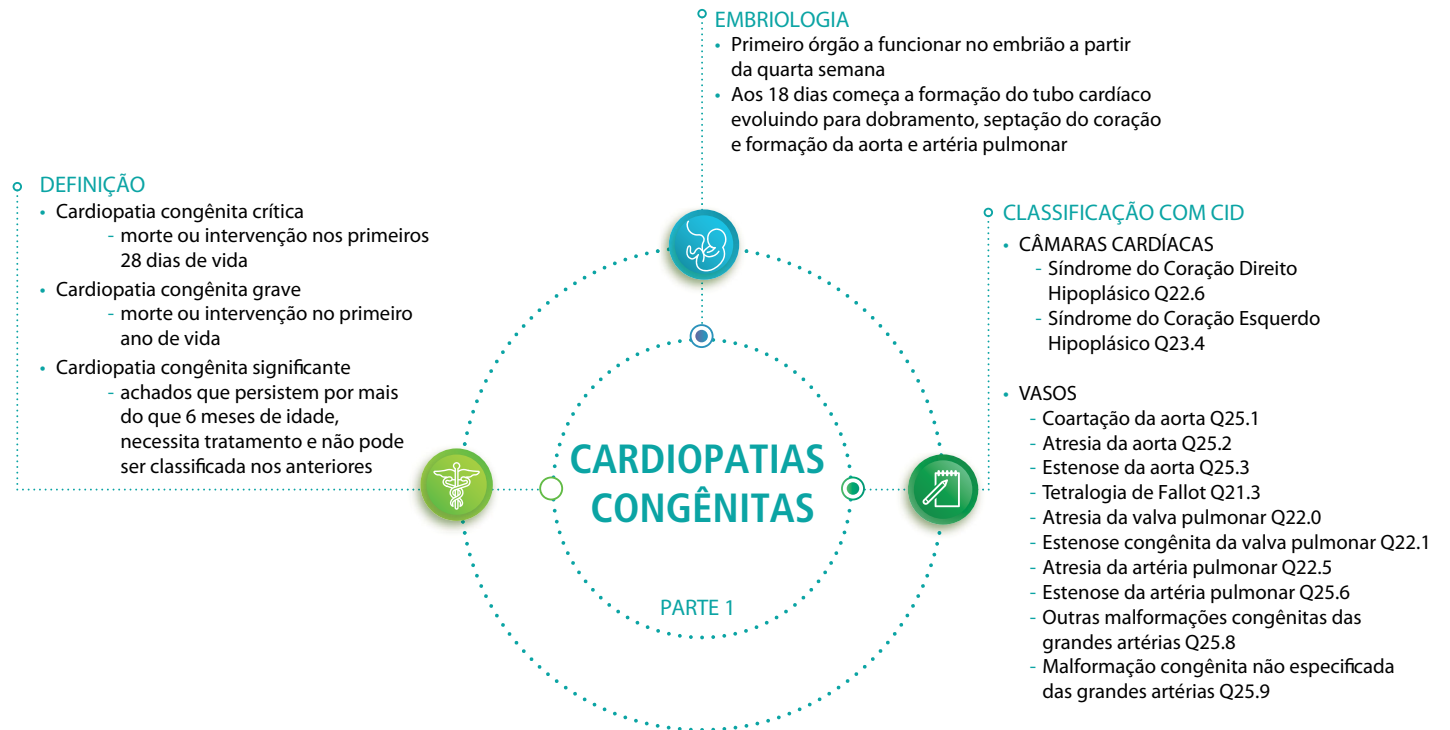 EMBRIOLOGIA
• Primeiro órgão a funcionar no embrião a partir
da quarta semana
• Aos 18 dias começa a formação do tubo cardíaco
evoluindo para dobramento, septação do coração
e formação da aorta e artéria pulmonar
DEFINIÇÃO
• Cardiopatia congênita crítica
- morte ou intervenção nos primeiros
28 dias de vida
• Cardiopatia congênita grave
- morte ou intervenção no primeiro
ano de vida
• Cardiopatia congênita significante
- achados que persistem por mais
do que 6 meses de idade,
necessita tratamento e não pode
ser classificada nos anteriores
CARDIOPATIAS
CONGÊNITAS
PARTE 1
CLASSIFICAÇÃO COM CID
• CÂMARAS CARDÍACAS
- Síndrome do Coração Direito
Hipoplásico Q22.6
- Síndrome do Coração Esquerdo
Hipoplásico Q23.4
• VASOS
- Coartação da aorta Q25.1
- Atresia da aorta Q25.2
- Estenose da aorta Q25.3
- Tetralogia de Fallot Q21.3
- Atresia da valva pulmonar Q22.0
- Estenose congênita da valva pulmonar Q22.1
- Atresia da artéria pulmonar Q22.5
- Estenose da artéria pulmonar Q25.6
- Outras malformações congênitas das
grandes artérias Q25.8
- Malformação congênita não especificada
das grandes artérias Q25.9